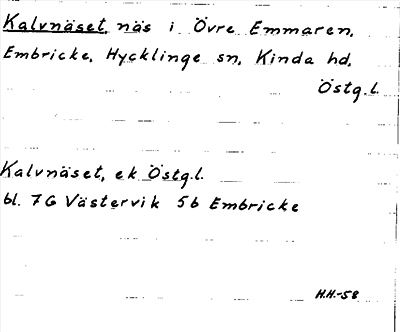 Kalvnäset, näs i Övre Emmaren,
Embricke, Hycklinge sn, Kinda hd,
Östg.l.
Kalvnäset, ek Östg.l.
bl. 7G Västervik 5b Embricke
H.H.-58